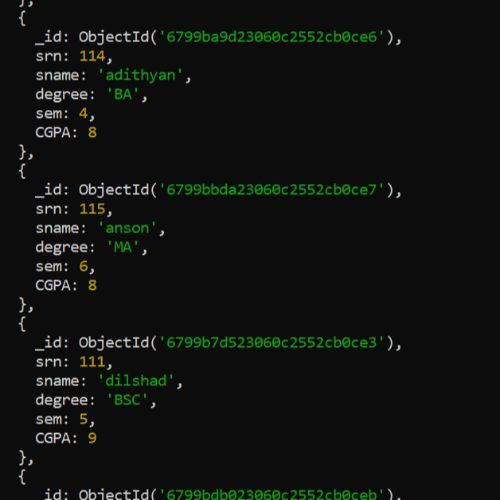 },
{
_id: ObjectId('6799ba9d23060c2552cb0ce6'),
srn: 114,
sname: 'adithyan',
degree: 'BA',
sem: 4,
CGPA: 8
},
{
_id: ObjectId('6799bbda23060c2552cb0ce7'),
srn: 115,
sname: 'anson',
degree: 'MA',
sem: 6,
CGPA: 8
},
{
_id: ObjectId('6799b7d523060c2552cb0ce3'),
srn: 111,
sname: 'dilshad',
degree: 'BSC',
sem: 5,
CGPA: 9
},
{
_id: ObjectId('6799bdb023060c2552cb0ceb'),